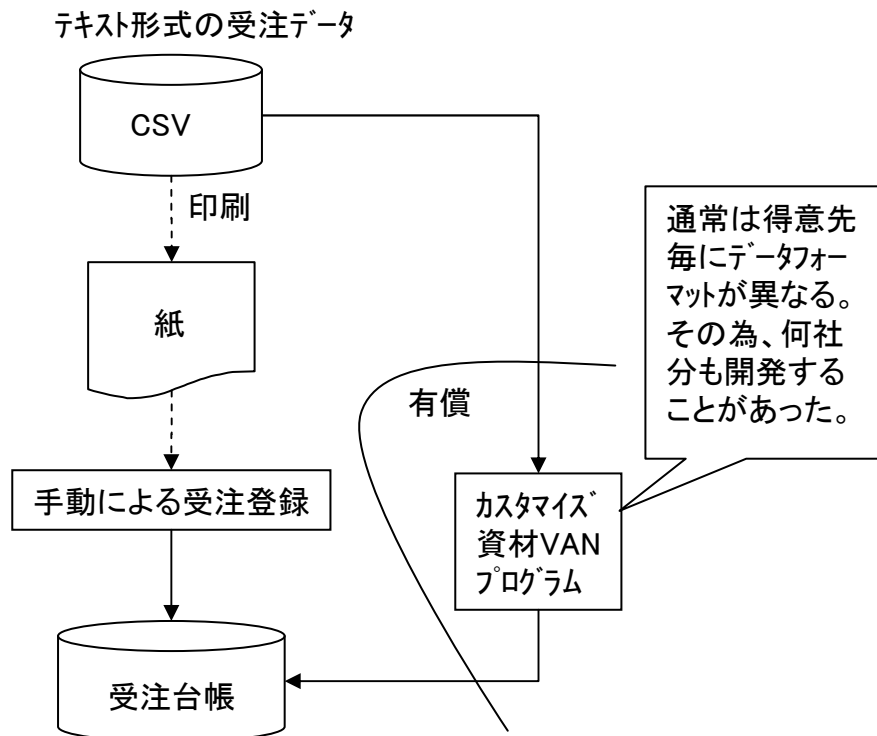 ﾃｷｽﾄ形式の受注ﾃﾞｰﾀ
CSV
印刷
紙
手動による受注登録
受注台帳
有償
ｶｽﾀﾏｲｽﾞ
資材VAN
ﾌﾟﾛｸﾞﾗﾑ
通常は得意先
毎にﾃﾞｰﾀフォー
ﾏｯﾄが異なる。
その為、何社
分も開発する
ことがあった。